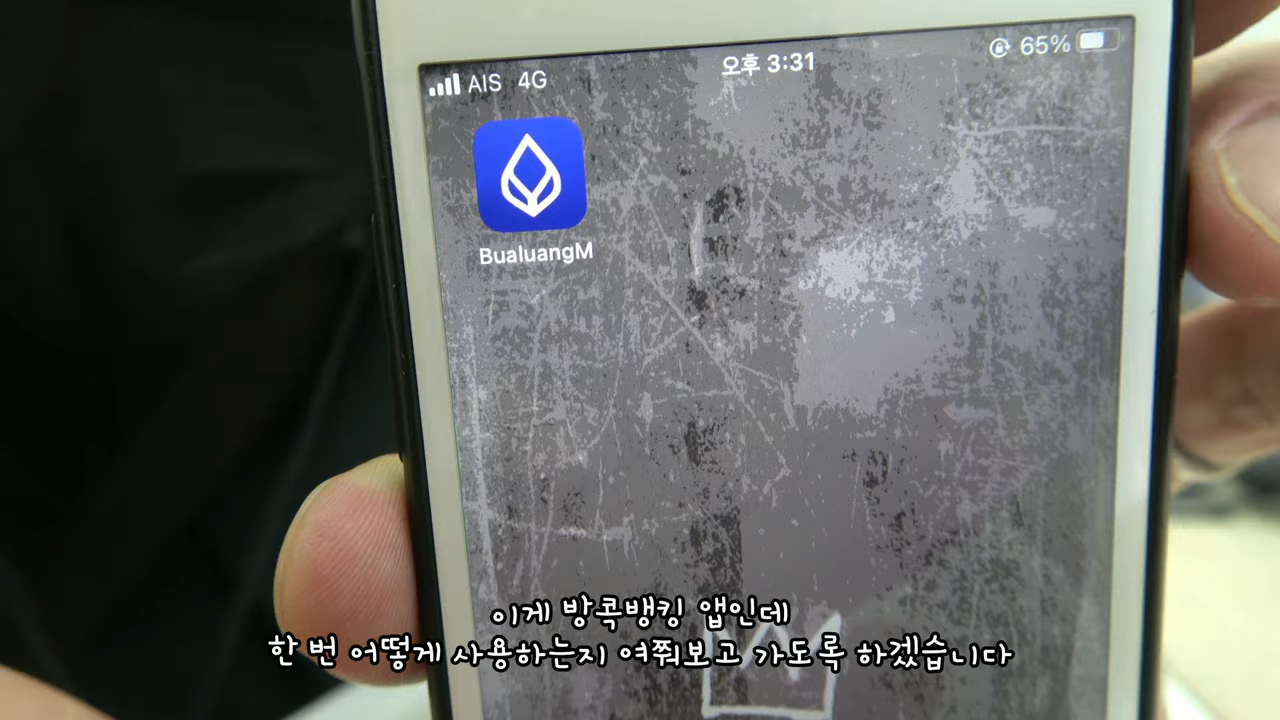 AIS 4G
오후 3:31
65%
BualuangM
이게 방콕뱅킹 앱인데
한 번 어떻게 사용하는지 여쭤보고 가도록 하겠습니다